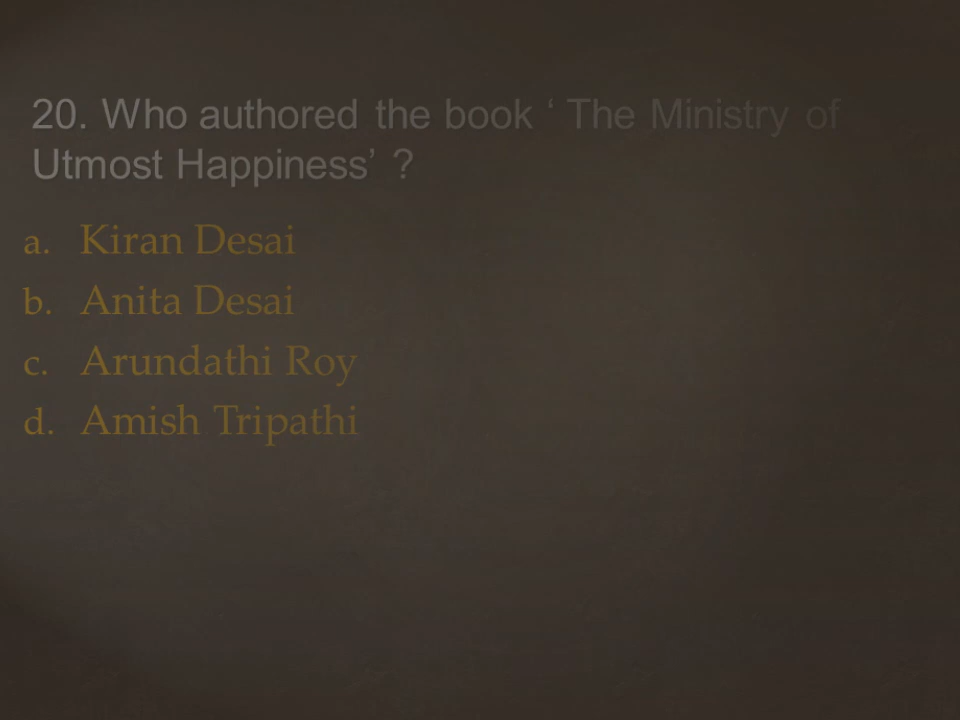 20. Who authored the book ‘ The Ministry of
Utmost Happiness’ ?
a. Kiran Desai
b. Anita Desai
c. Arundathi Roy
d. Amish Tripathi